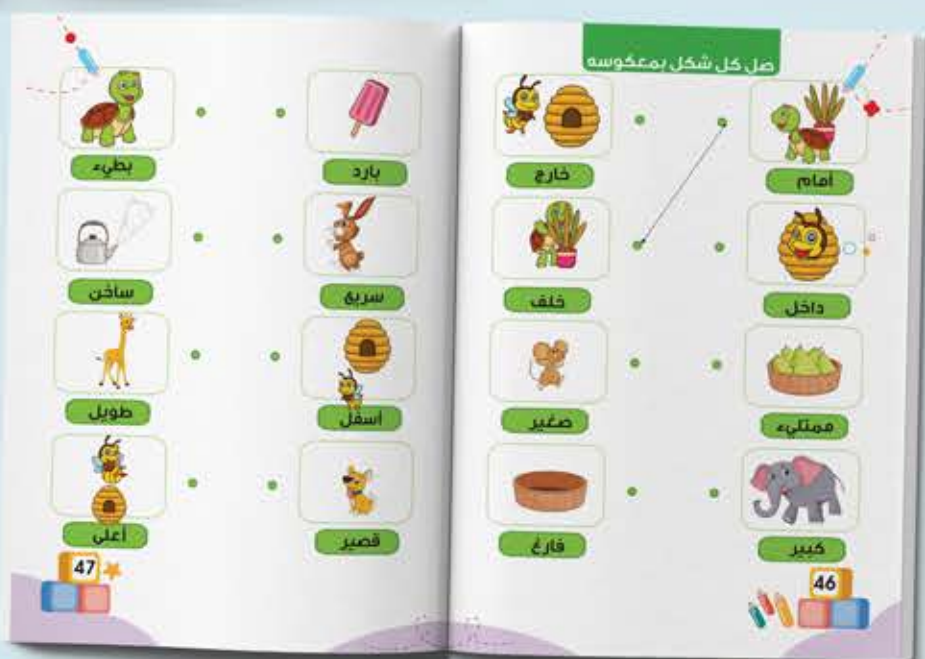 صل كل شكل بمعكوسه
أمام
خارج
داخل
خلف
ممتليء
صغير
كبير
فارغ
46
بارد
بطيء
سريع
ساخن
أسفل
طويل
قصير
أعلى
47